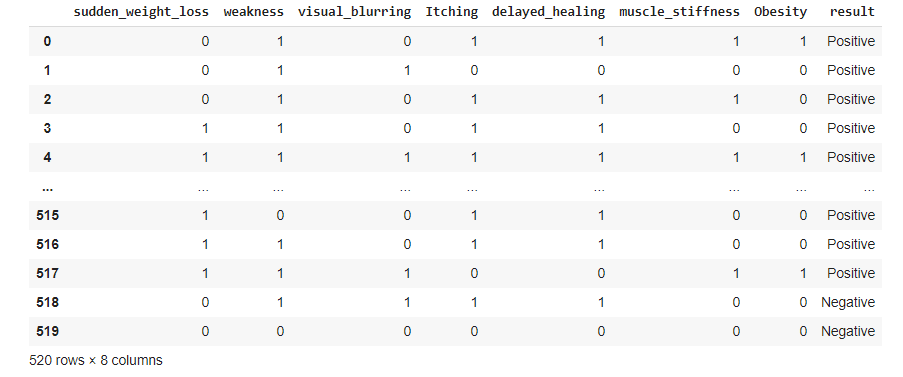 sudden_weight_loss weakness visual_blurring Itching delayed_healing muscle_stiffness Obesity result
0 0 1 0 1 1 1 1 Positive
1 0 1 1 0 0 0 0 Positive
2 0 1 0 1 1 1 0 Positive
3 1 1 0 1 1 0 0 Positive
4 1 1 1 1 1 1 1 Positive
... ... ... ... ... ... ... ... ...
515 1 0 0 1 1 0 0 Positive
516 1 1 0 1 1 0 0 Positive
517 1 1 1 0 0 1 1 Positive
518 0 1 1 1 1 0 0 Negative
519 0 0 0 0 0 0 0 Negative
520 rows × 8 columns